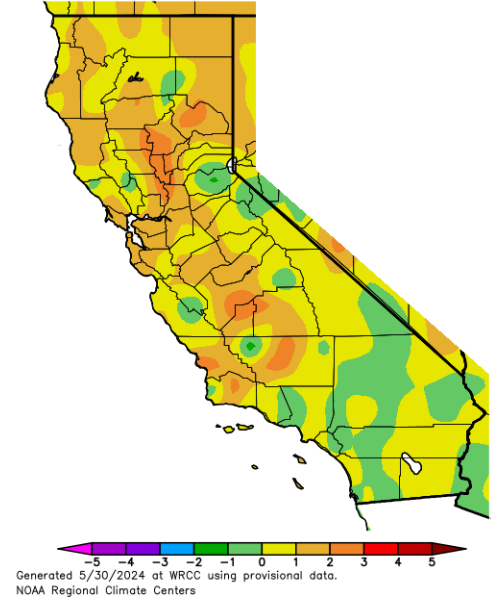 -5 -4 -3 -2 -1 0 1 2 3 4 5
Generated 5/30/2024 at WRCC using provisional data.
NOAA Regional Climate Centers